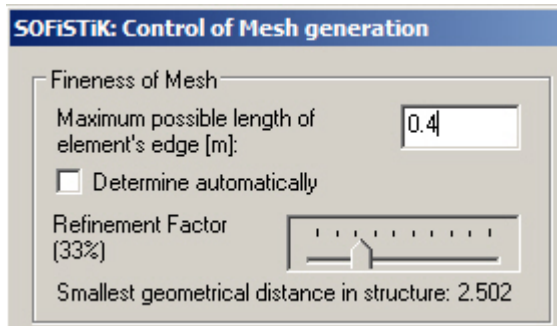 SOFiSTiK: Control of Mesh generation
Fineness of Mesh
Maximum possible length of
element's edge [m]:
0.4
Determine automatically
Refinement Factor
(33%)
Smallest geometrical distance in structure: 2.502